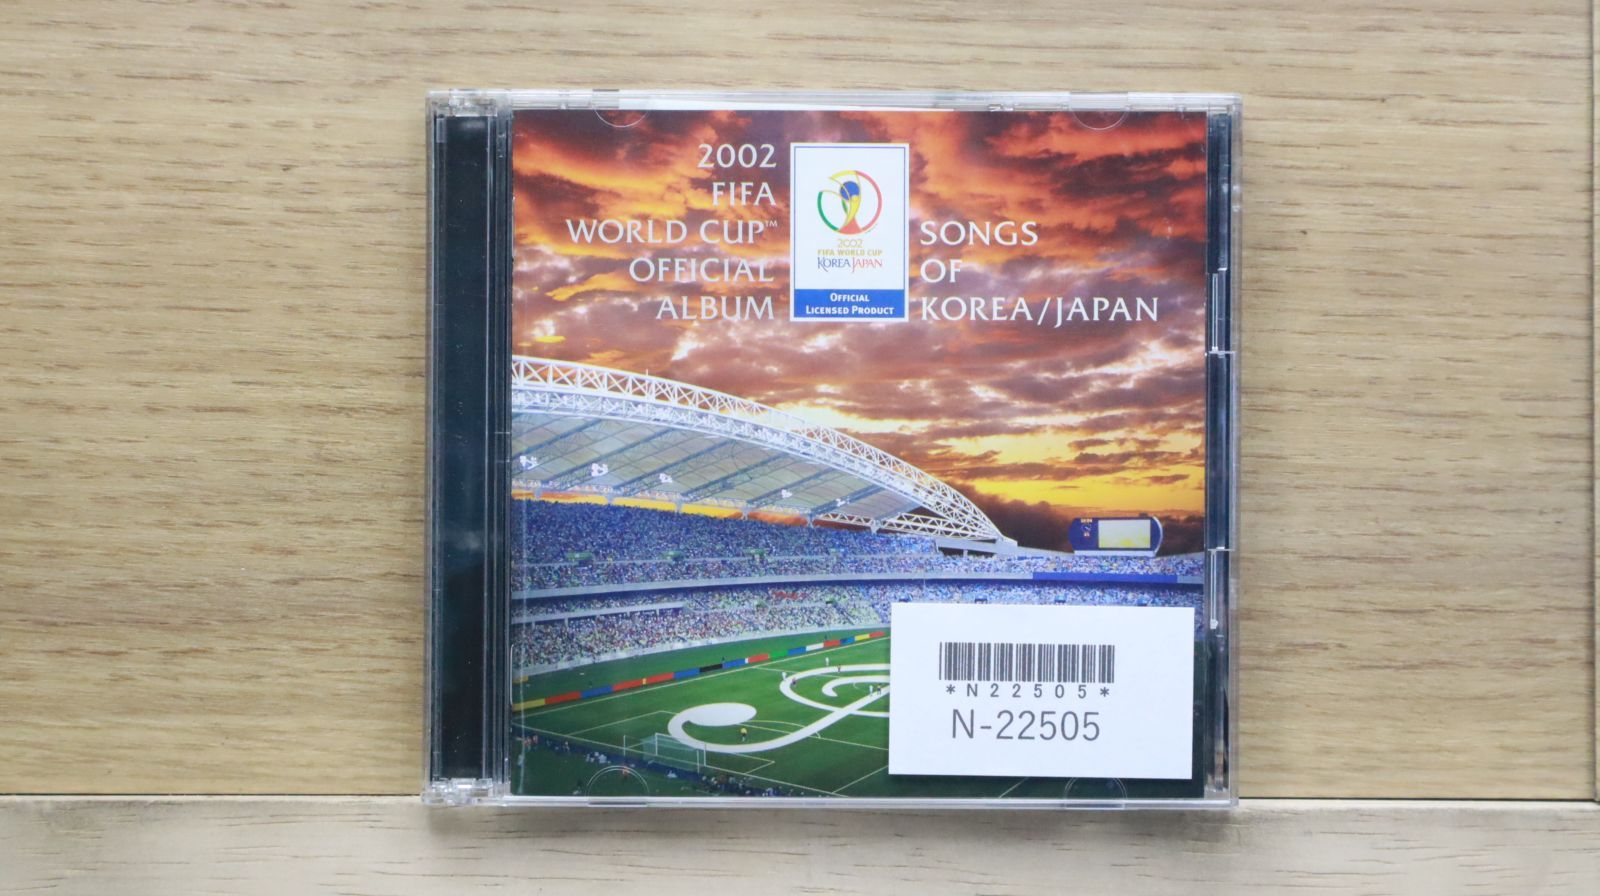 2002
FIFA
WORLD CUP™
OFFICIAL
ALBUM
2002
FIFA WORLD CUP
KOREA JAPAN
OFFICIAL
LICENSED PRODUCT
SONGS
OF
KOREA/JAPAN
*N22505*
N-22505